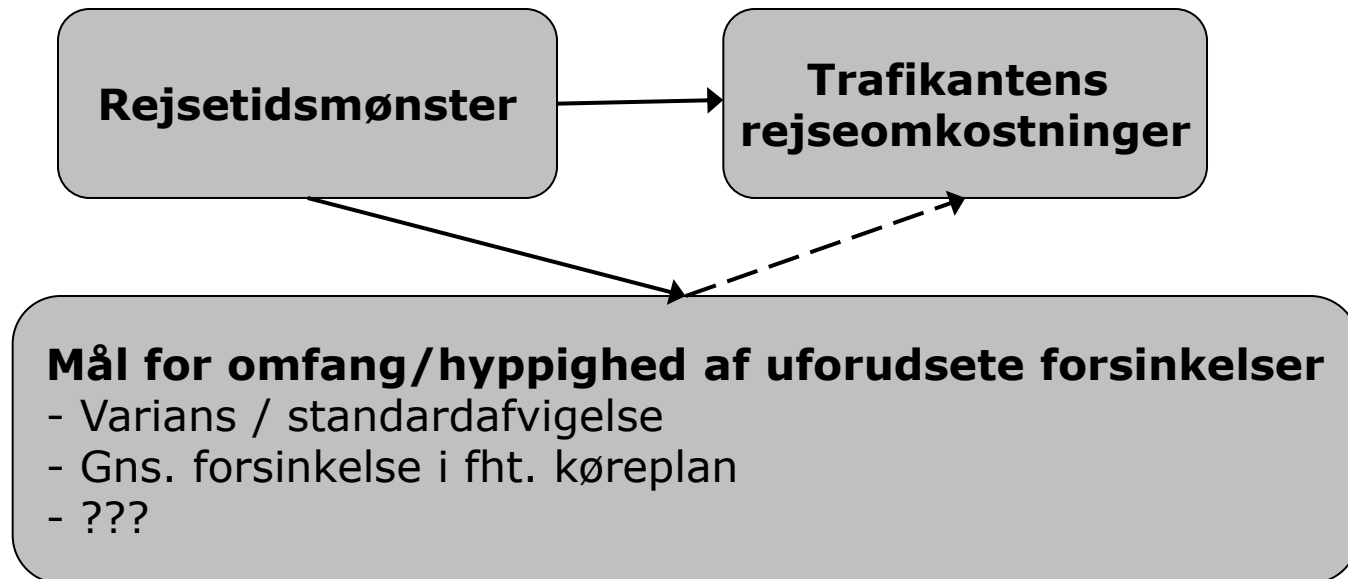 Rejsetidsmønster
Trafikantens
rejseomkostninger
Mål for omfang/hyppighed af uforudsete forsinkelser
- Varians / standardafvigelse
- Gns. forsinkelse i fht. køreplan
- ???